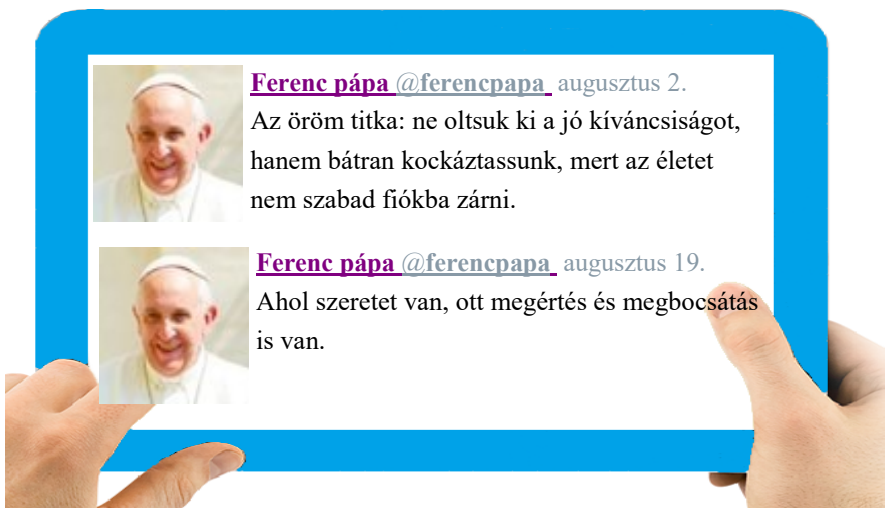 Ferenc pápa @ferencpapa augusztus 2.
Az öröm titka: ne oltsuk ki a jó kíváncsiságot,
hanem bátran kockáztassunk, mert az életet
nem szabad fiókba zárni.
Ferenc pápa @ferencpapa augusztus 19.
Ahol szeretet van, ott megértés és megbocsátás
is van.